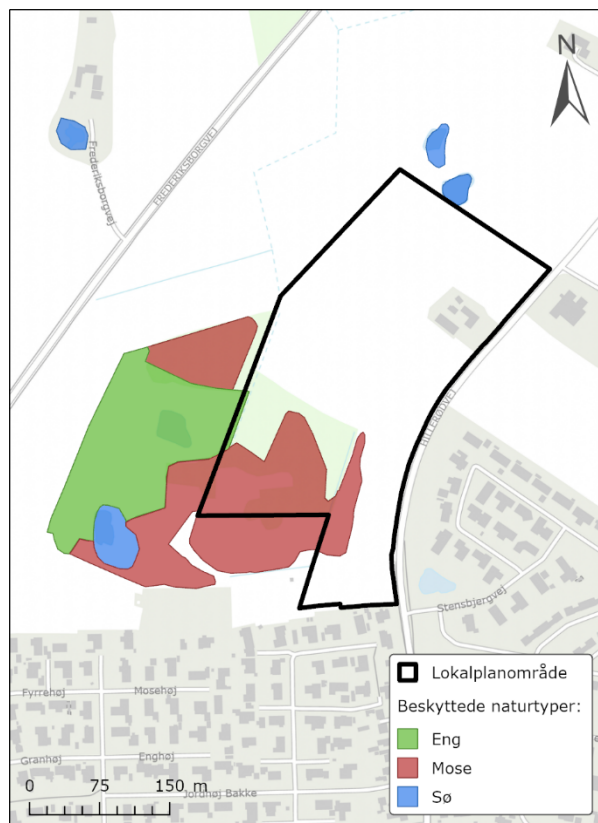 N
FREDERIKSBORGVEJ
Frederiksborgvej
HILLERØDVEJ
Stensbjergvej
Fyrrehøj
Mosehøj
Granhøj
Enghøj
Jordhøj Bakke
0 75 150 m
Lokalplanområde
Beskyttede naturtyper:
Eng
Mose
Sø